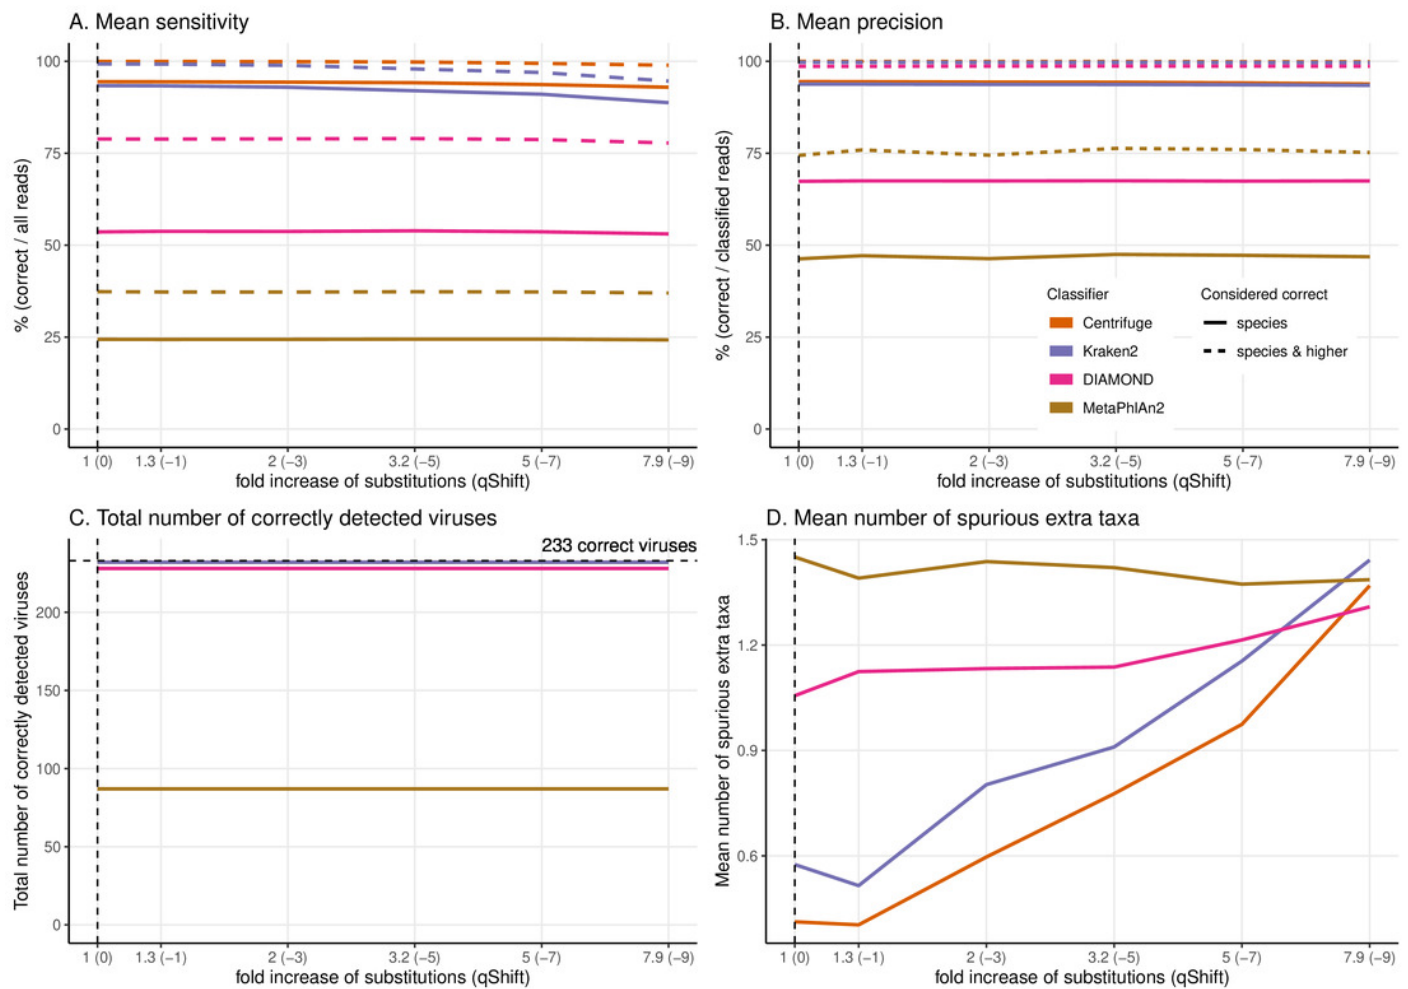 A. Mean sensitivity
% (correct / all reads)
100
75
50
25
0
1 (0) 1.3 (−1) 2 (−3) 3.2 (−5) 5 (−7) 7.9 (−9)
fold increase of substitutions (qShift)
B. Mean precision
% (correct / classified reads)
100
75
50
25
0
Classifier
Centrifuge
Kraken2
DIAMOND
MetaPhlAn2
Considered correct
species
species & higher
1 (0) 1.3 (−1) 2 (−3) 3.2 (−5) 5 (−7) 7.9 (−9)
fold increase of substitutions (qShift)
C. Total number of correctly detected viruses
233 correct viruses
Total number of correctly detected viruses
200
150
100
50
0
1 (0) 1.3 (−1) 2 (−3) 3.2 (−5) 5 (−7) 7.9 (−9)
fold increase of substitutions (qShift)
D. Mean number of spurious extra taxa
Mean number of spurious extra taxa
1.5
1.2
0.9
0.6
1 (0) 1.3 (−1) 2 (−3) 3.2 (−5) 5 (−7) 7.9 (−9)
fold increase of substitutions (qShift)